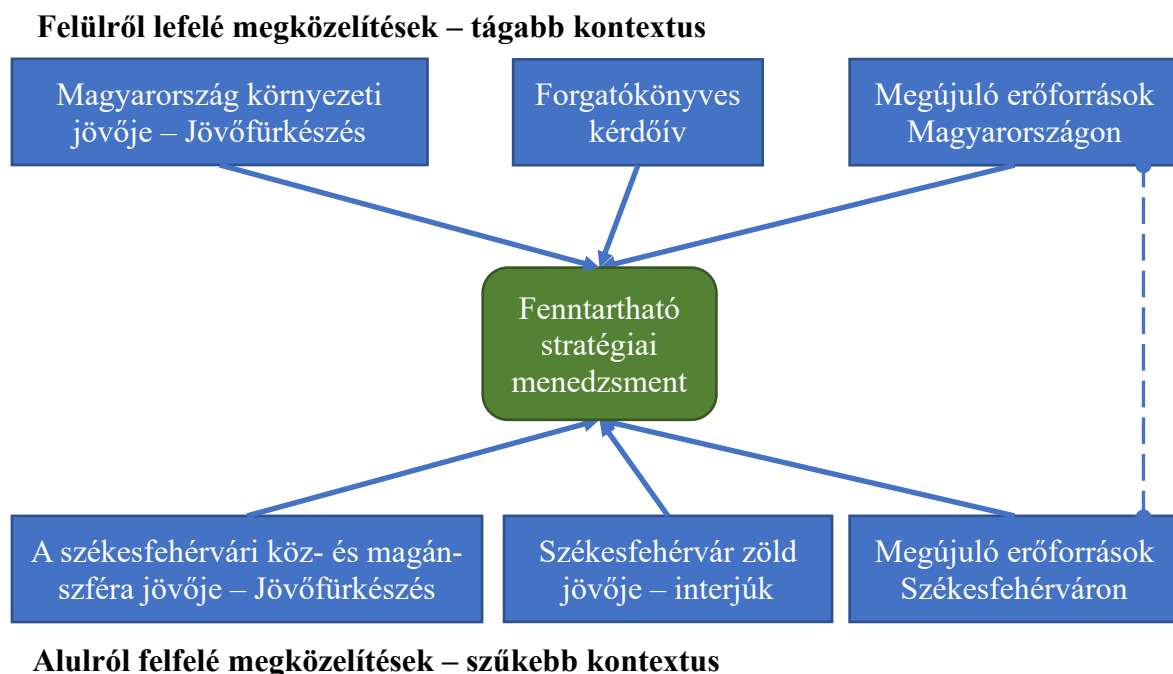 Felülről lefelé megközelítések – tágabb kontextus
Magyarország környezeti
jövője – Jövőfürkészés
Forgatókönyves
kérdőív
Megújuló erőforrások
Magyarországon
Fenntartható
stratégiai
menedzsment
A székesfehérvári köz- és magán-
szféra jövője – Jövőfürkészés
Székesfehérvár zöld
jövője – interjúk
Megújuló erőforrások
Székesfehérváron
Alulról felfelé megközelítések – szűkebb kontextus